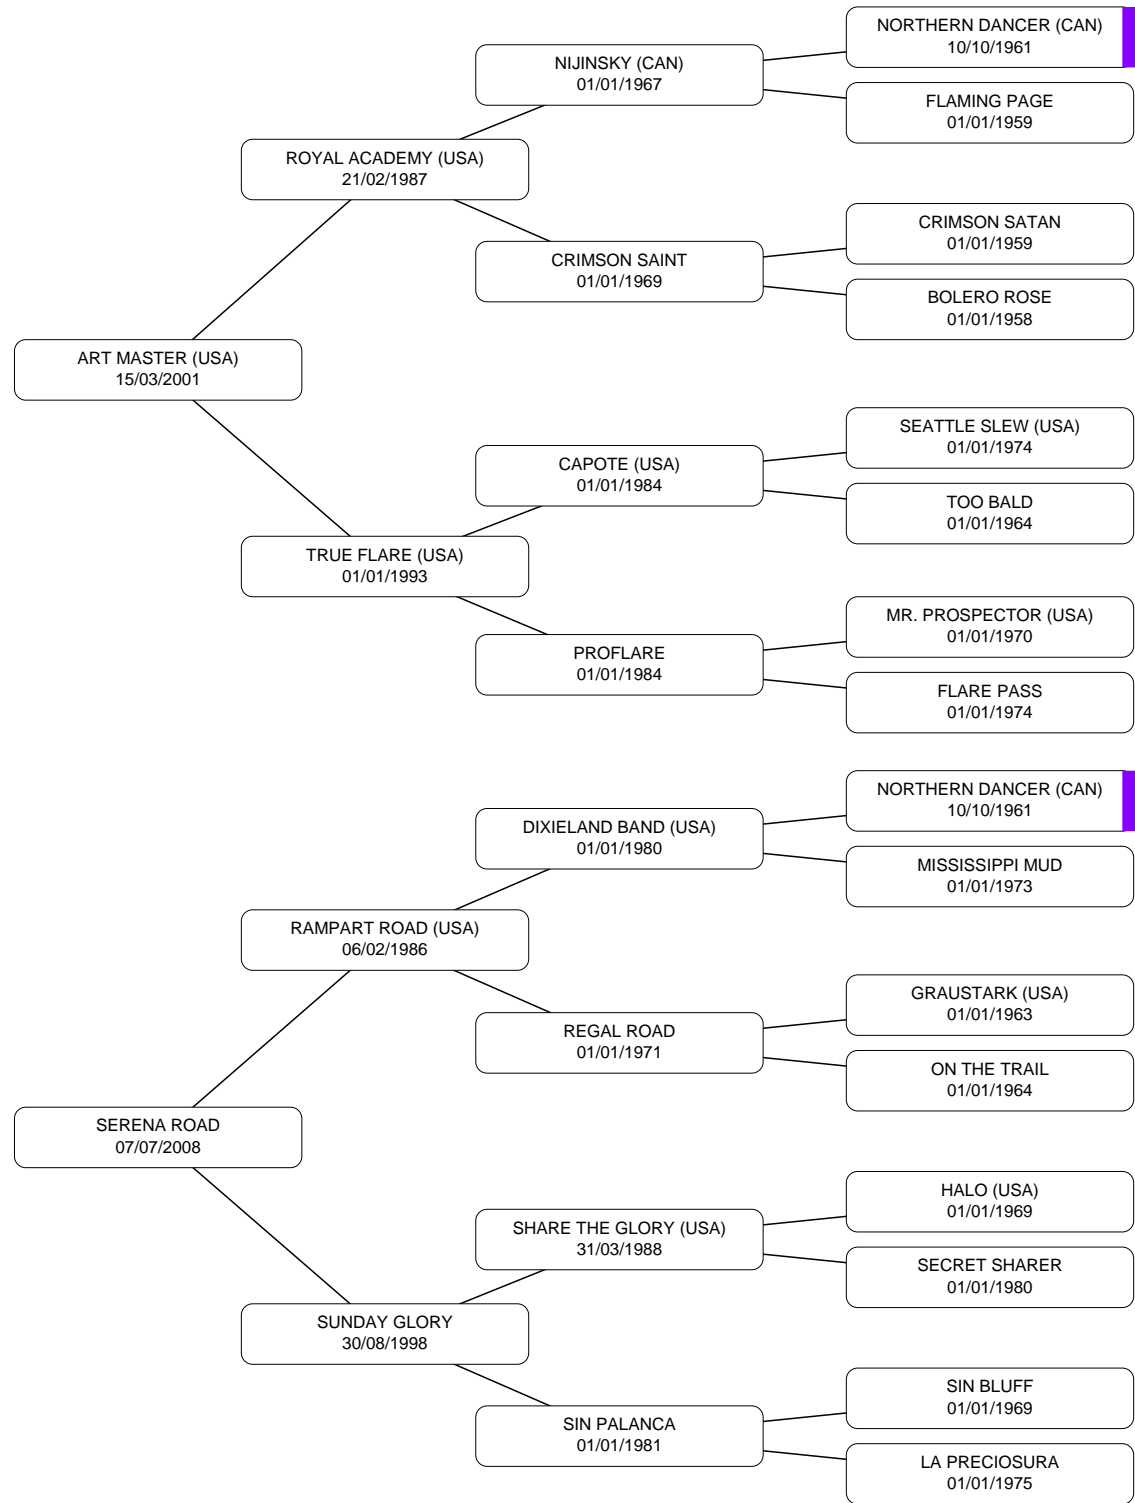 NORTHERN DANCER (CAN)
10/10/1961
NIJINSKY (CAN)
01/01/1967
FLAMING PAGE
01/01/1959
ROYAL ACADEMY (USA)
21/02/1987
CRIMSON SATAN
01/01/1959
CRIMSON SAINT
01/01/1969
BOLERO ROSE
01/01/1958
ART MASTER (USA)
15/03/2001
SEATTLE SLEW (USA)
01/01/1974
CAPOTE (USA)
01/01/1984
TOO BALD
01/01/1964
TRUE FLARE (USA)
01/01/1993
MR. PROSPECTOR (USA)
01/01/1970
PROFLARE
01/01/1984
FLARE PASS
01/01/1974
NORTHERN DANCER (CAN)
10/10/1961
DIXIELAND BAND (USA)
01/01/1980
MISSISSIPPI MUD
01/01/1973
RAMPART ROAD (USA)
06/02/1986
GRAUSTARK (USA)
01/01/1963
REGAL ROAD
01/01/1971
ON THE TRAIL
01/01/1964
SERENA ROAD
07/07/2008
HALO (USA)
01/01/1969
SHARE THE GLORY (USA)
31/03/1988
SECRET SHARER
01/01/1980
SUNDAY GLORY
30/08/1998
SIN BLUFF
01/01/1969
SIN PALANCA
01/01/1981
LA PRECIOSURA
01/01/1975